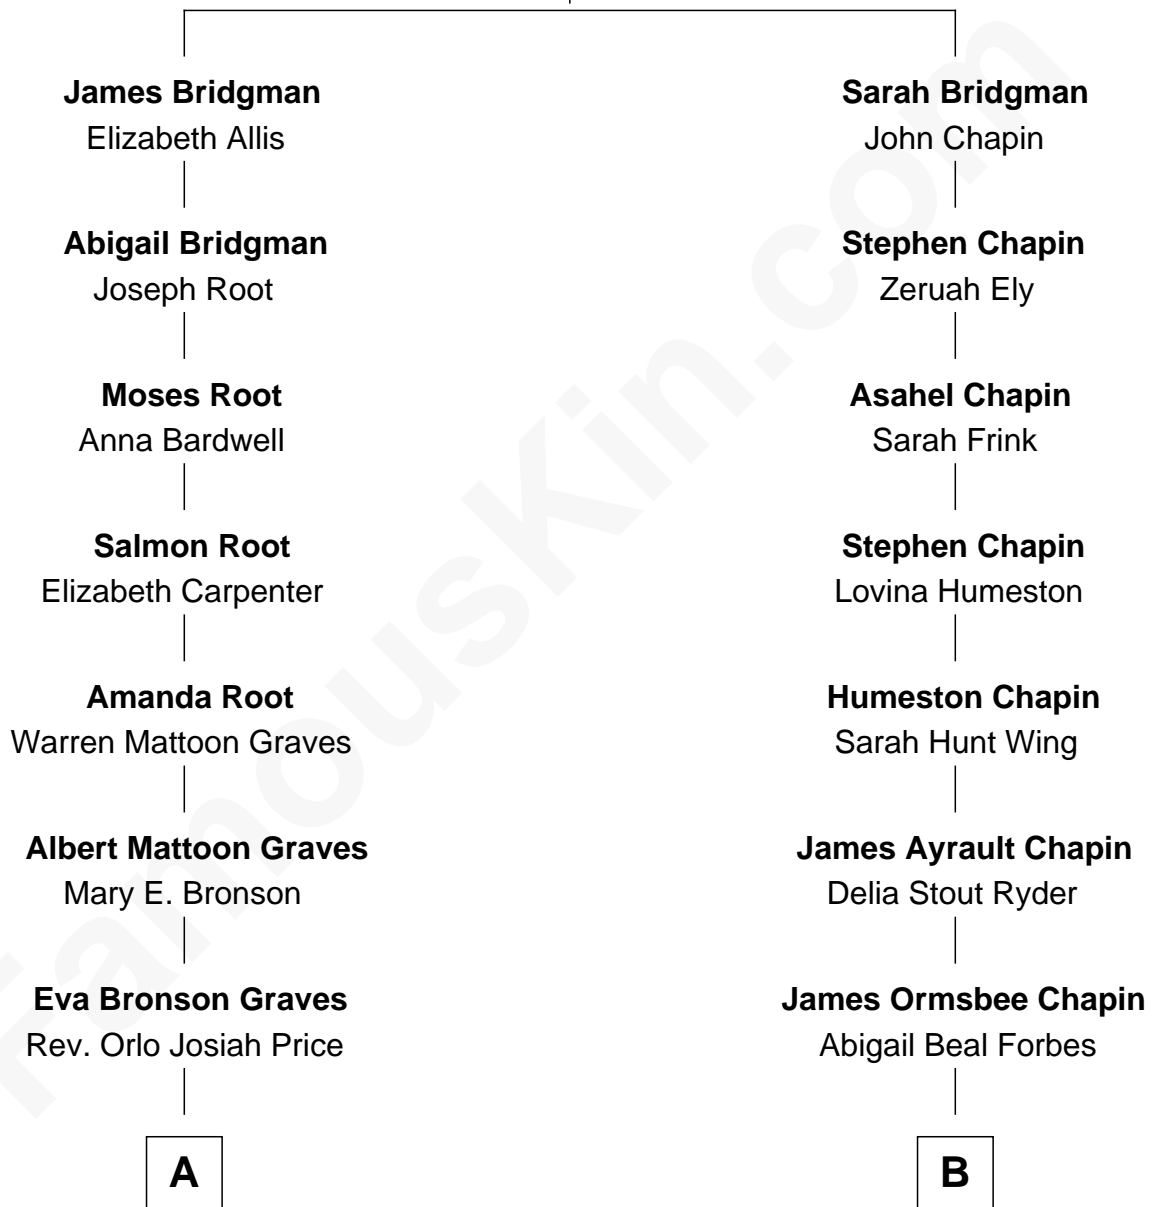 James Bridgman
Elizabeth Allis
Abigail Bridgman
Joseph Root
Moses Root
Anna Bardwell
Salmon Root
Elizabeth Carpenter
Amanda Root
Warren Mattoon Graves
Albert Mattoon Graves
Mary E. Bronson
Eva Bronson Graves
Rev. Orlo Josiah Price
A
Sarah Bridgman
John Chapin
Stephen Chapin
Zeruah Ely
Asahel Chapin
Sarah Frink
Stephen Chapin
Lovina Humeston
Humeston Chapin
Sarah Hunt Wing
James Ayrault Chapin
Delia Stout Ryder
James Ormsbee Chapin
Abigail Beal Forbes
B
FamousKin.com